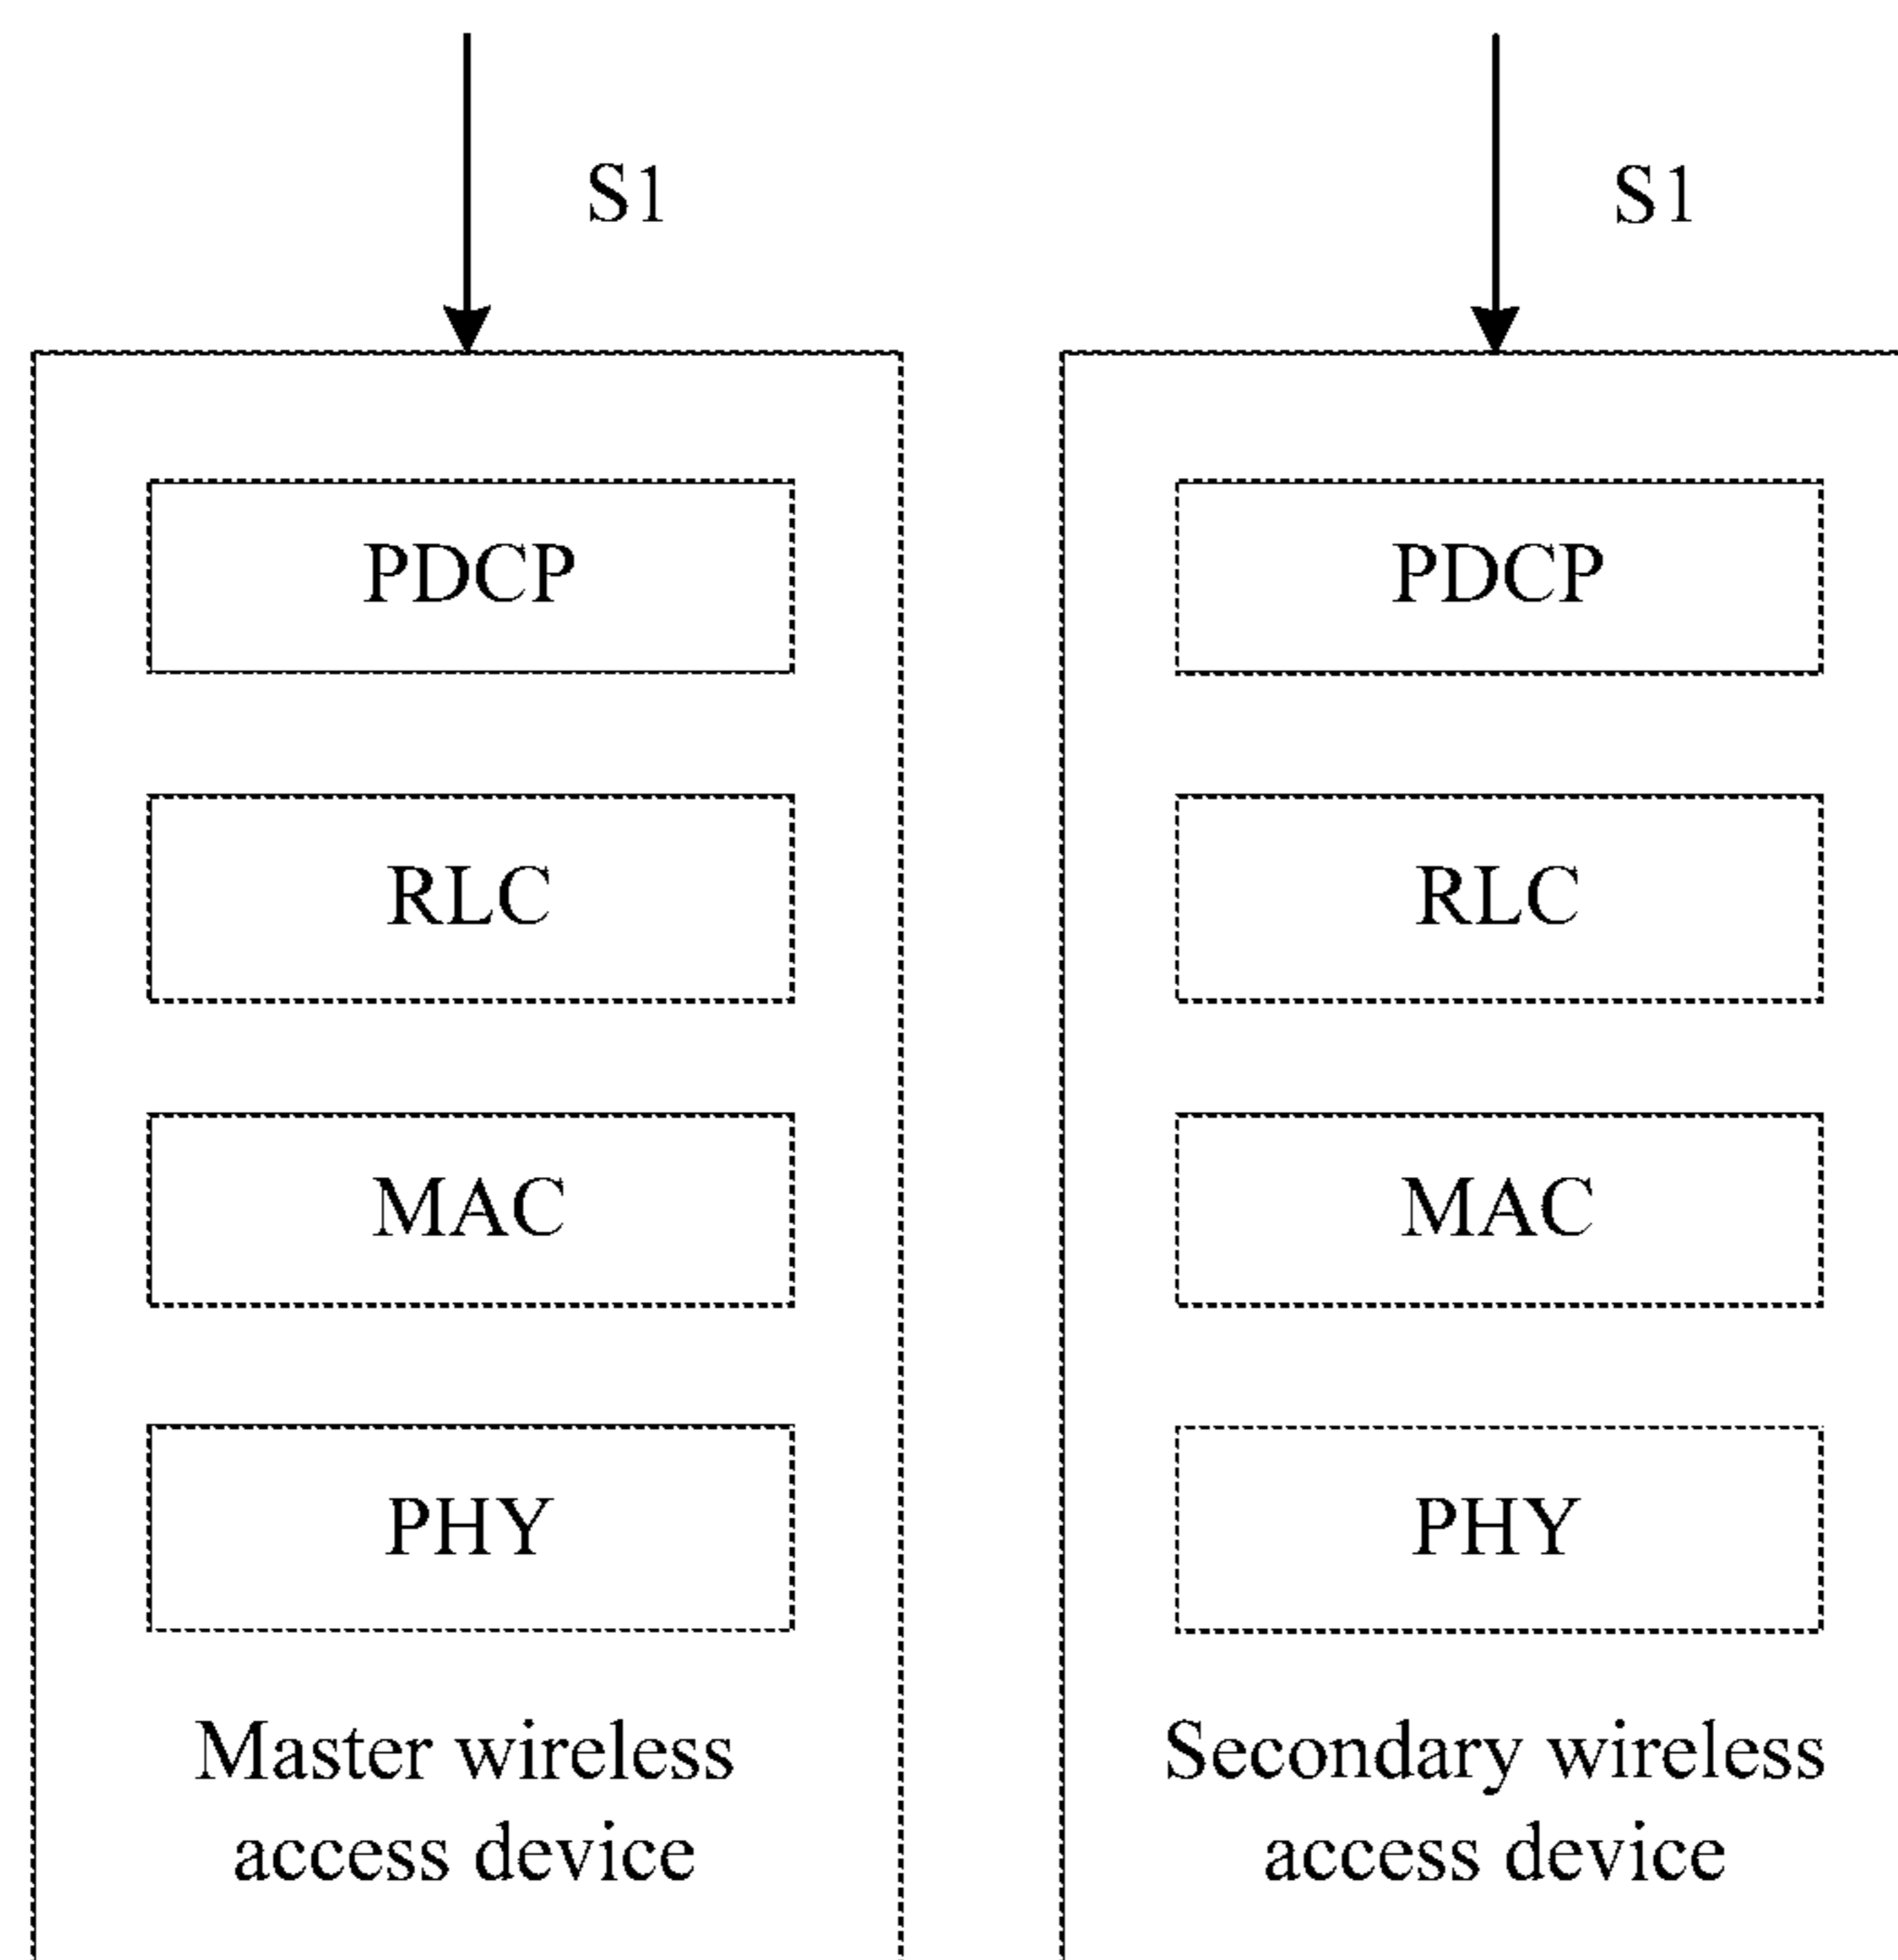 S1
PDCP
RLC
MAC
PHY
Master wireless
access device
S1
PDCP
RLC
MAC
PHY
Secondary wireless
access device